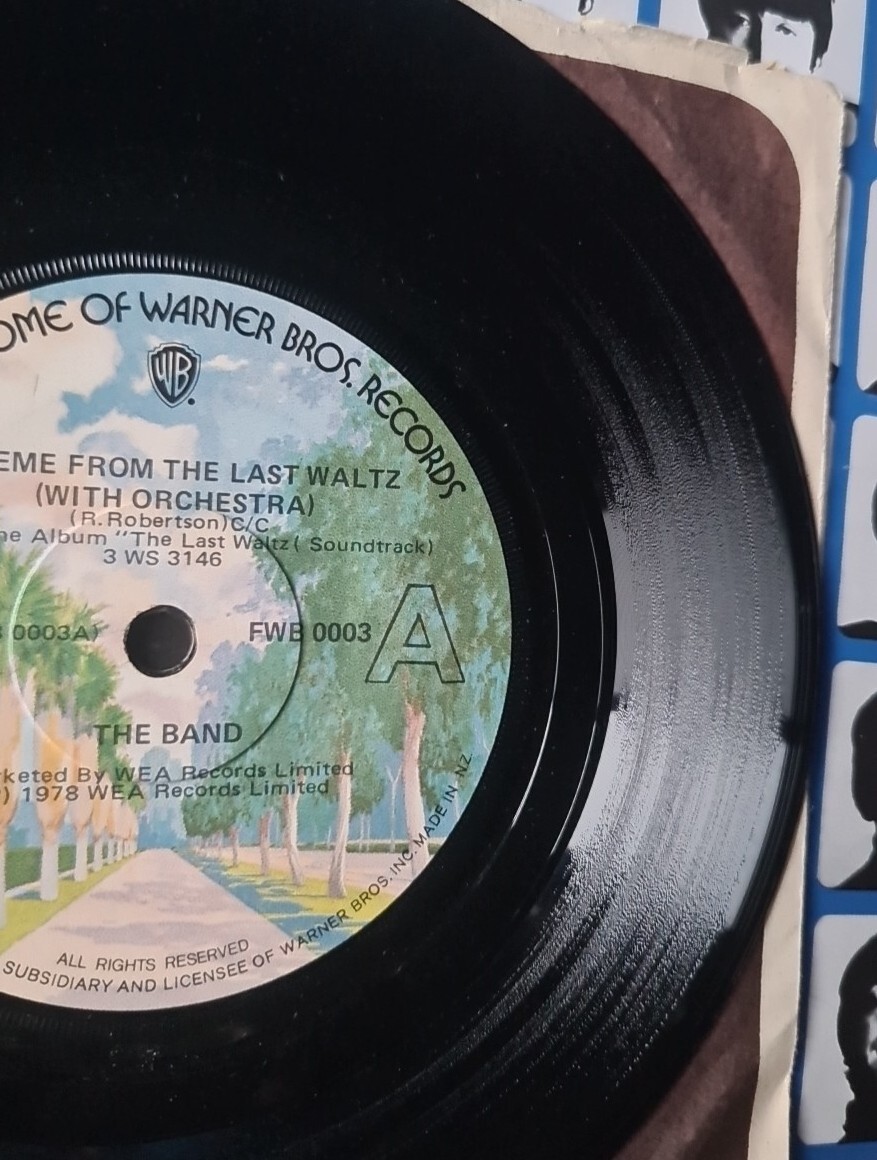 OME OF WARNER BROS. RECORDS
WB
EME FROM THE LAST WALTZ
(WITH ORCHESTRA)
(R. Robertson)C/C
he Album "The Last Waltz( Soundtrack)
3 WS 3146
0003A)
FWB 0003
A
THE BAND
keted By WEA Records Limited
) 1978 WEA Records Limited
ALL RIGHTS RESERVED
SUBSIDIARY AND LICENSEE OF WARNER BROS. INC. MADE IN NZ